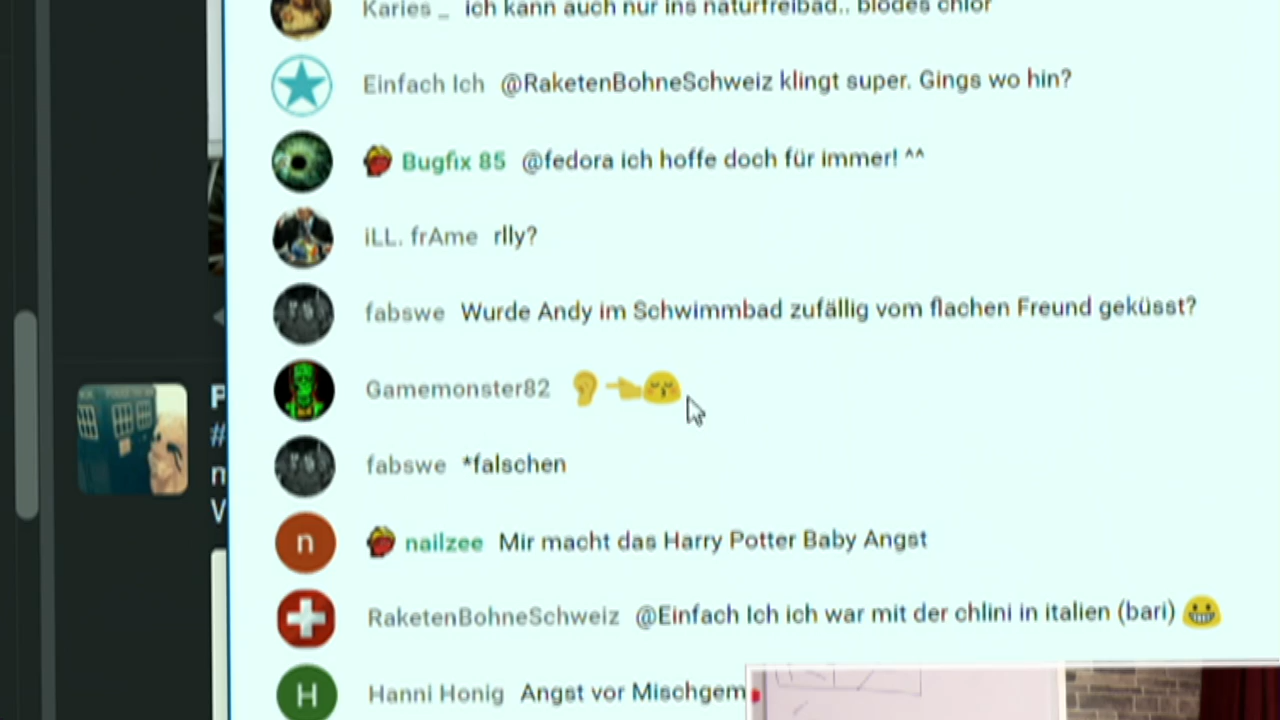 Karies _ ich kann auch nur ins naturfreibad.. blödes chlor
Einfach Ich @RaketenBohneSchweiz klingt super. Gings wo hin?
Bugfix 85 @fedora ich hoffe doch für immer! ^^
iLL. frAme rlly?
fabswe Wurde Andy im Schwimmbad zufällig vom flachen Freund geküsst?
Gamemonster82
fabswe *falschen
n nailzee Mir macht das Harry Potter Baby Angst
RaketenBohneSchweiz @Einfach Ich ich war mit der chlini in italien (bari)
H Hanni Honig Angst vor Mischgem
#